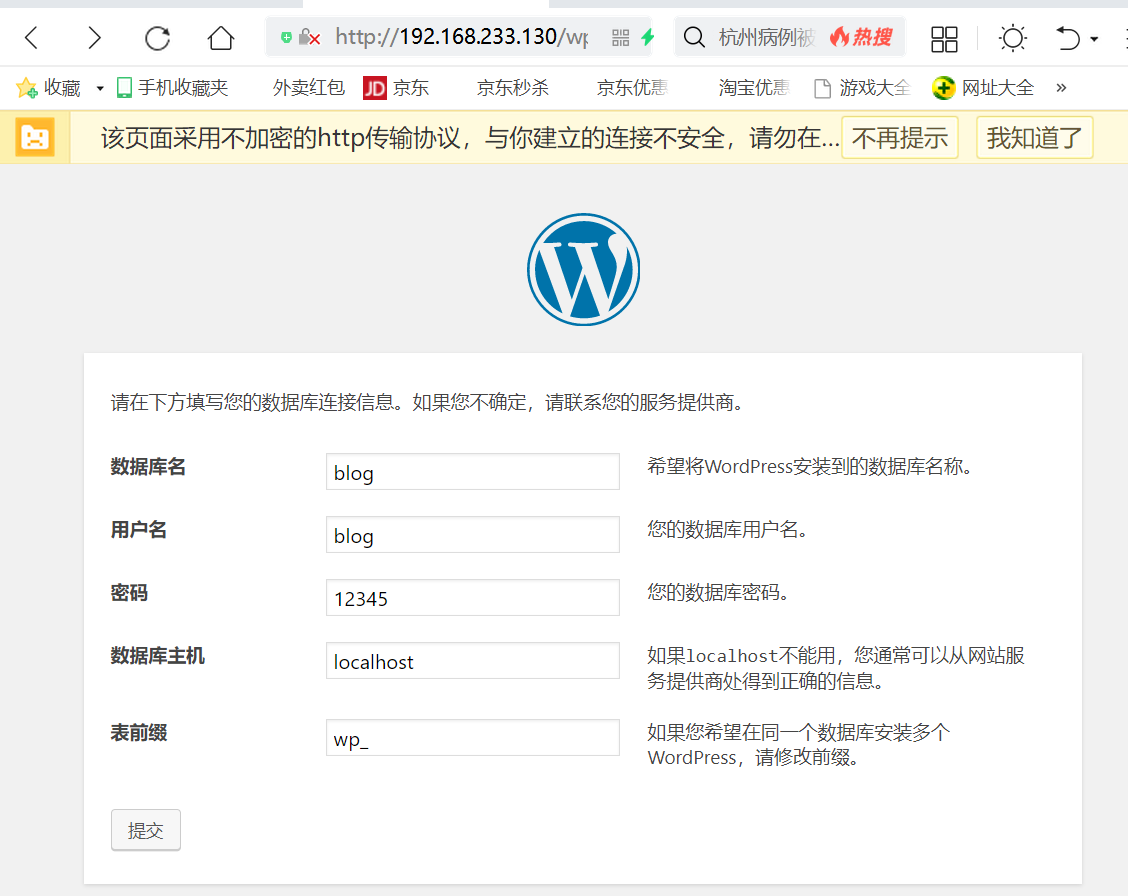 http://192.168.233.130/wp
杭州病例被 热搜
收藏 手机收藏夹 外卖红包 JD 京东 京东秒杀 京东优惠 淘宝优惠 游戏大全 网址大全 »
该页面采用不加密的http传输协议，与你建立的连接不安全，请勿在... 不再提示 我知道了
请在下方填写您的数据库连接信息。如果您不确定，请联系您的服务提供商。
数据库名 blog 希望将WordPress安装到的数据库名称。
用户名 blog 您的数据库用户名。
密码 12345 您的数据库密码。
数据库主机 localhost 如果localhost不能用，您通常可以从网站服
务提供商处得到正确的信息。
表前缀 wp_ 如果您希望在同一个数据库安装多个
WordPress，请修改前缀。
提交